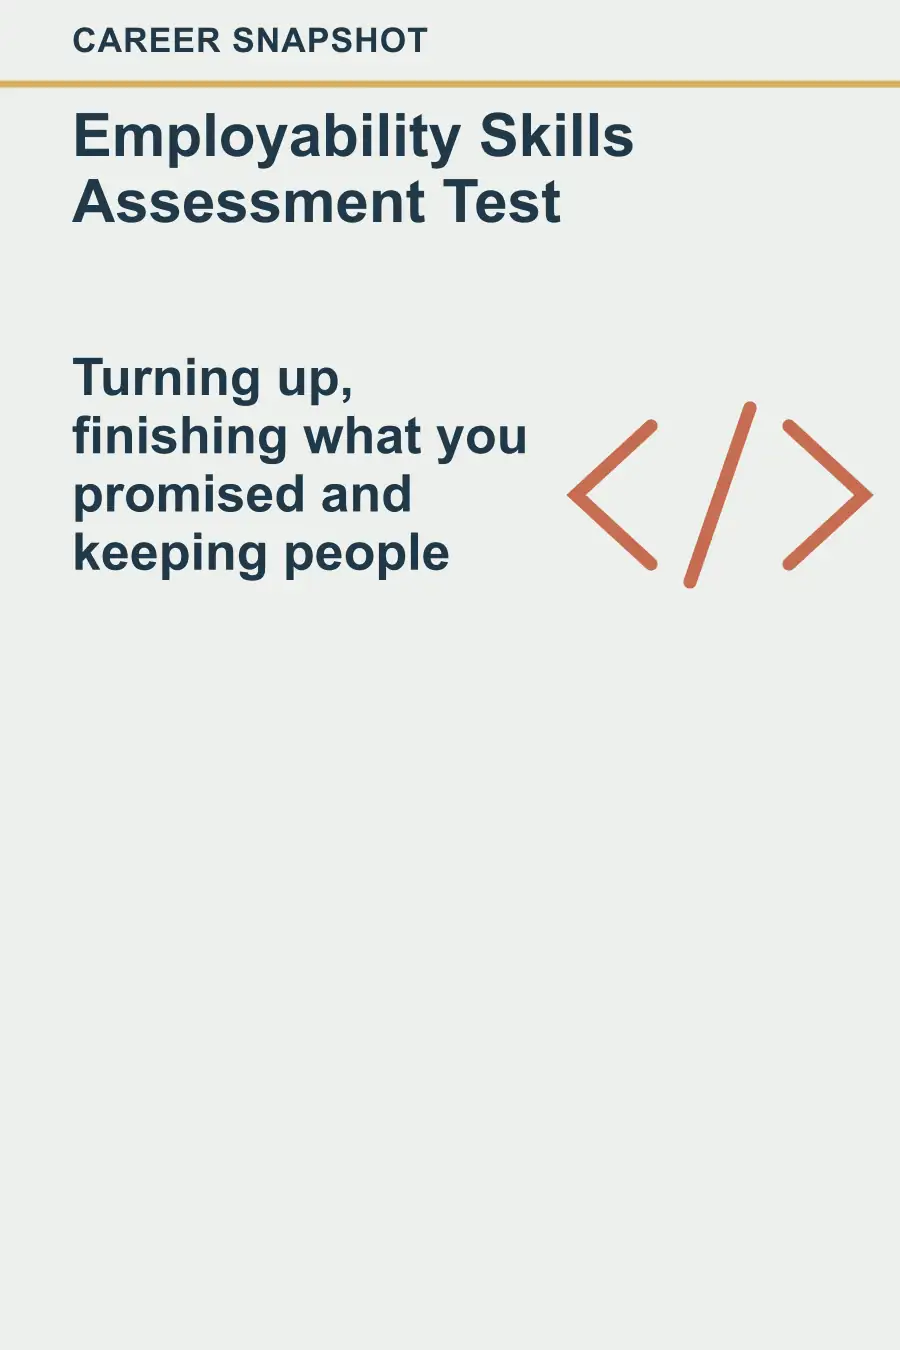 CAREER SNAPSHOT
Employability Skills
Assessment Test
Turning up,
finishing what you
promised and
keeping people